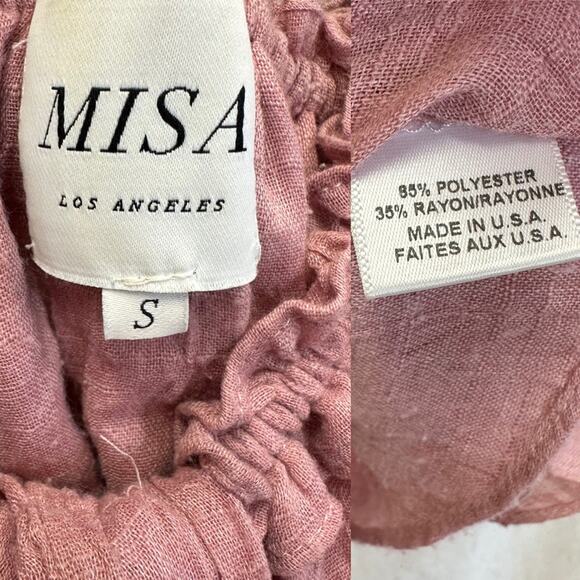 MISA
LOS ANGELES
S
65% POLYESTER
35% RAYON/RAYONNE
MADE IN U.S.A.
FAITES AUX U.S.A.